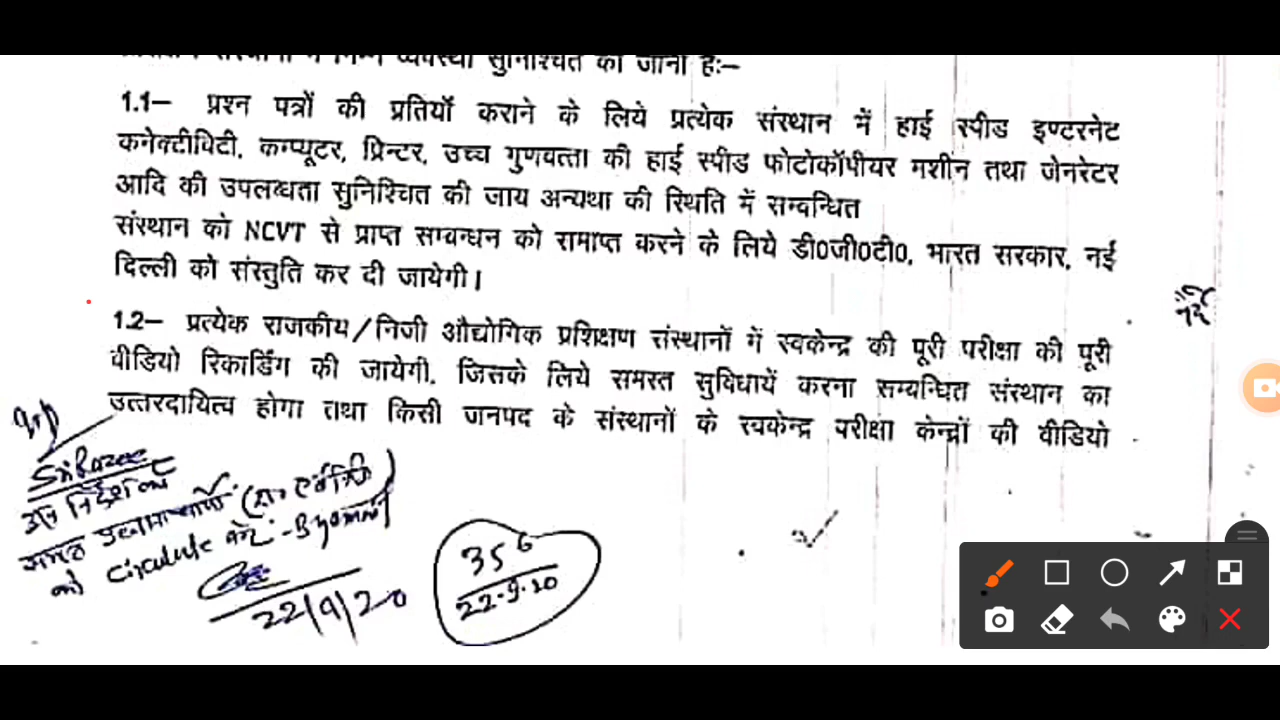 व्यवस्था सुनिश्चित की जानी है:–
1.1– प्रश्न पत्रों की प्रतियाँ कराने के लिये प्रत्येक संस्थान में हाई स्पीड इण्टरनेट
कनेक्टीविटी, कम्प्यूटर, प्रिन्टर, उच्च गुणवत्ता की हाई स्पीड फोटोकॉपीयर मशीन तथा जेनरेटर
आदि की उपलब्धता सुनिश्चित की जाय अन्यथा की स्थिति में सम्बन्धित
संस्थान को NCVT से प्राप्त सम्बन्धन को समाप्त करने के लिये डी0जी0टी0, भारत सरकार, नई
दिल्ली को संस्तुति कर दी जायेगी।
1.2– प्रत्येक राजकीय/निजी औद्योगिक प्रशिक्षण संस्थानों में स्वकेन्द्र की पूरी परीक्षा की पूरी
वीडियो रिकार्डिंग की जायेगी, जिसके लिये समस्त सुविधायें करना सम्बन्धित संस्थान का
उत्तरदायित्व होगा तथा किसी जनपद के संस्थानों के स्वकेन्द्र परीक्षा केन्द्रों की वीडियो
को circulate करें
22/9/20
356
22.9.20